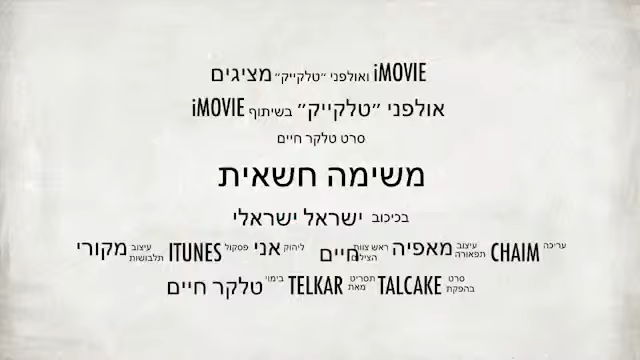 iMOVIE ואולפני ״טלקייק״ מציגים
אולפני ״טלקייק״ בשיתוף iMOVIE
סרט טלקר חיים
משימה חשאית
בכיכוב ישראל ישראלי
עריכה CHAIM עיצוב תפאורה מאפיה ראש צוות הצילום חיים ליהוק אני פסקול ITUNES עיצוב תלבושות מקורי
סרט בהפקת TALCAKE תסריט מאת TELKAR בימוי טלקר חיים